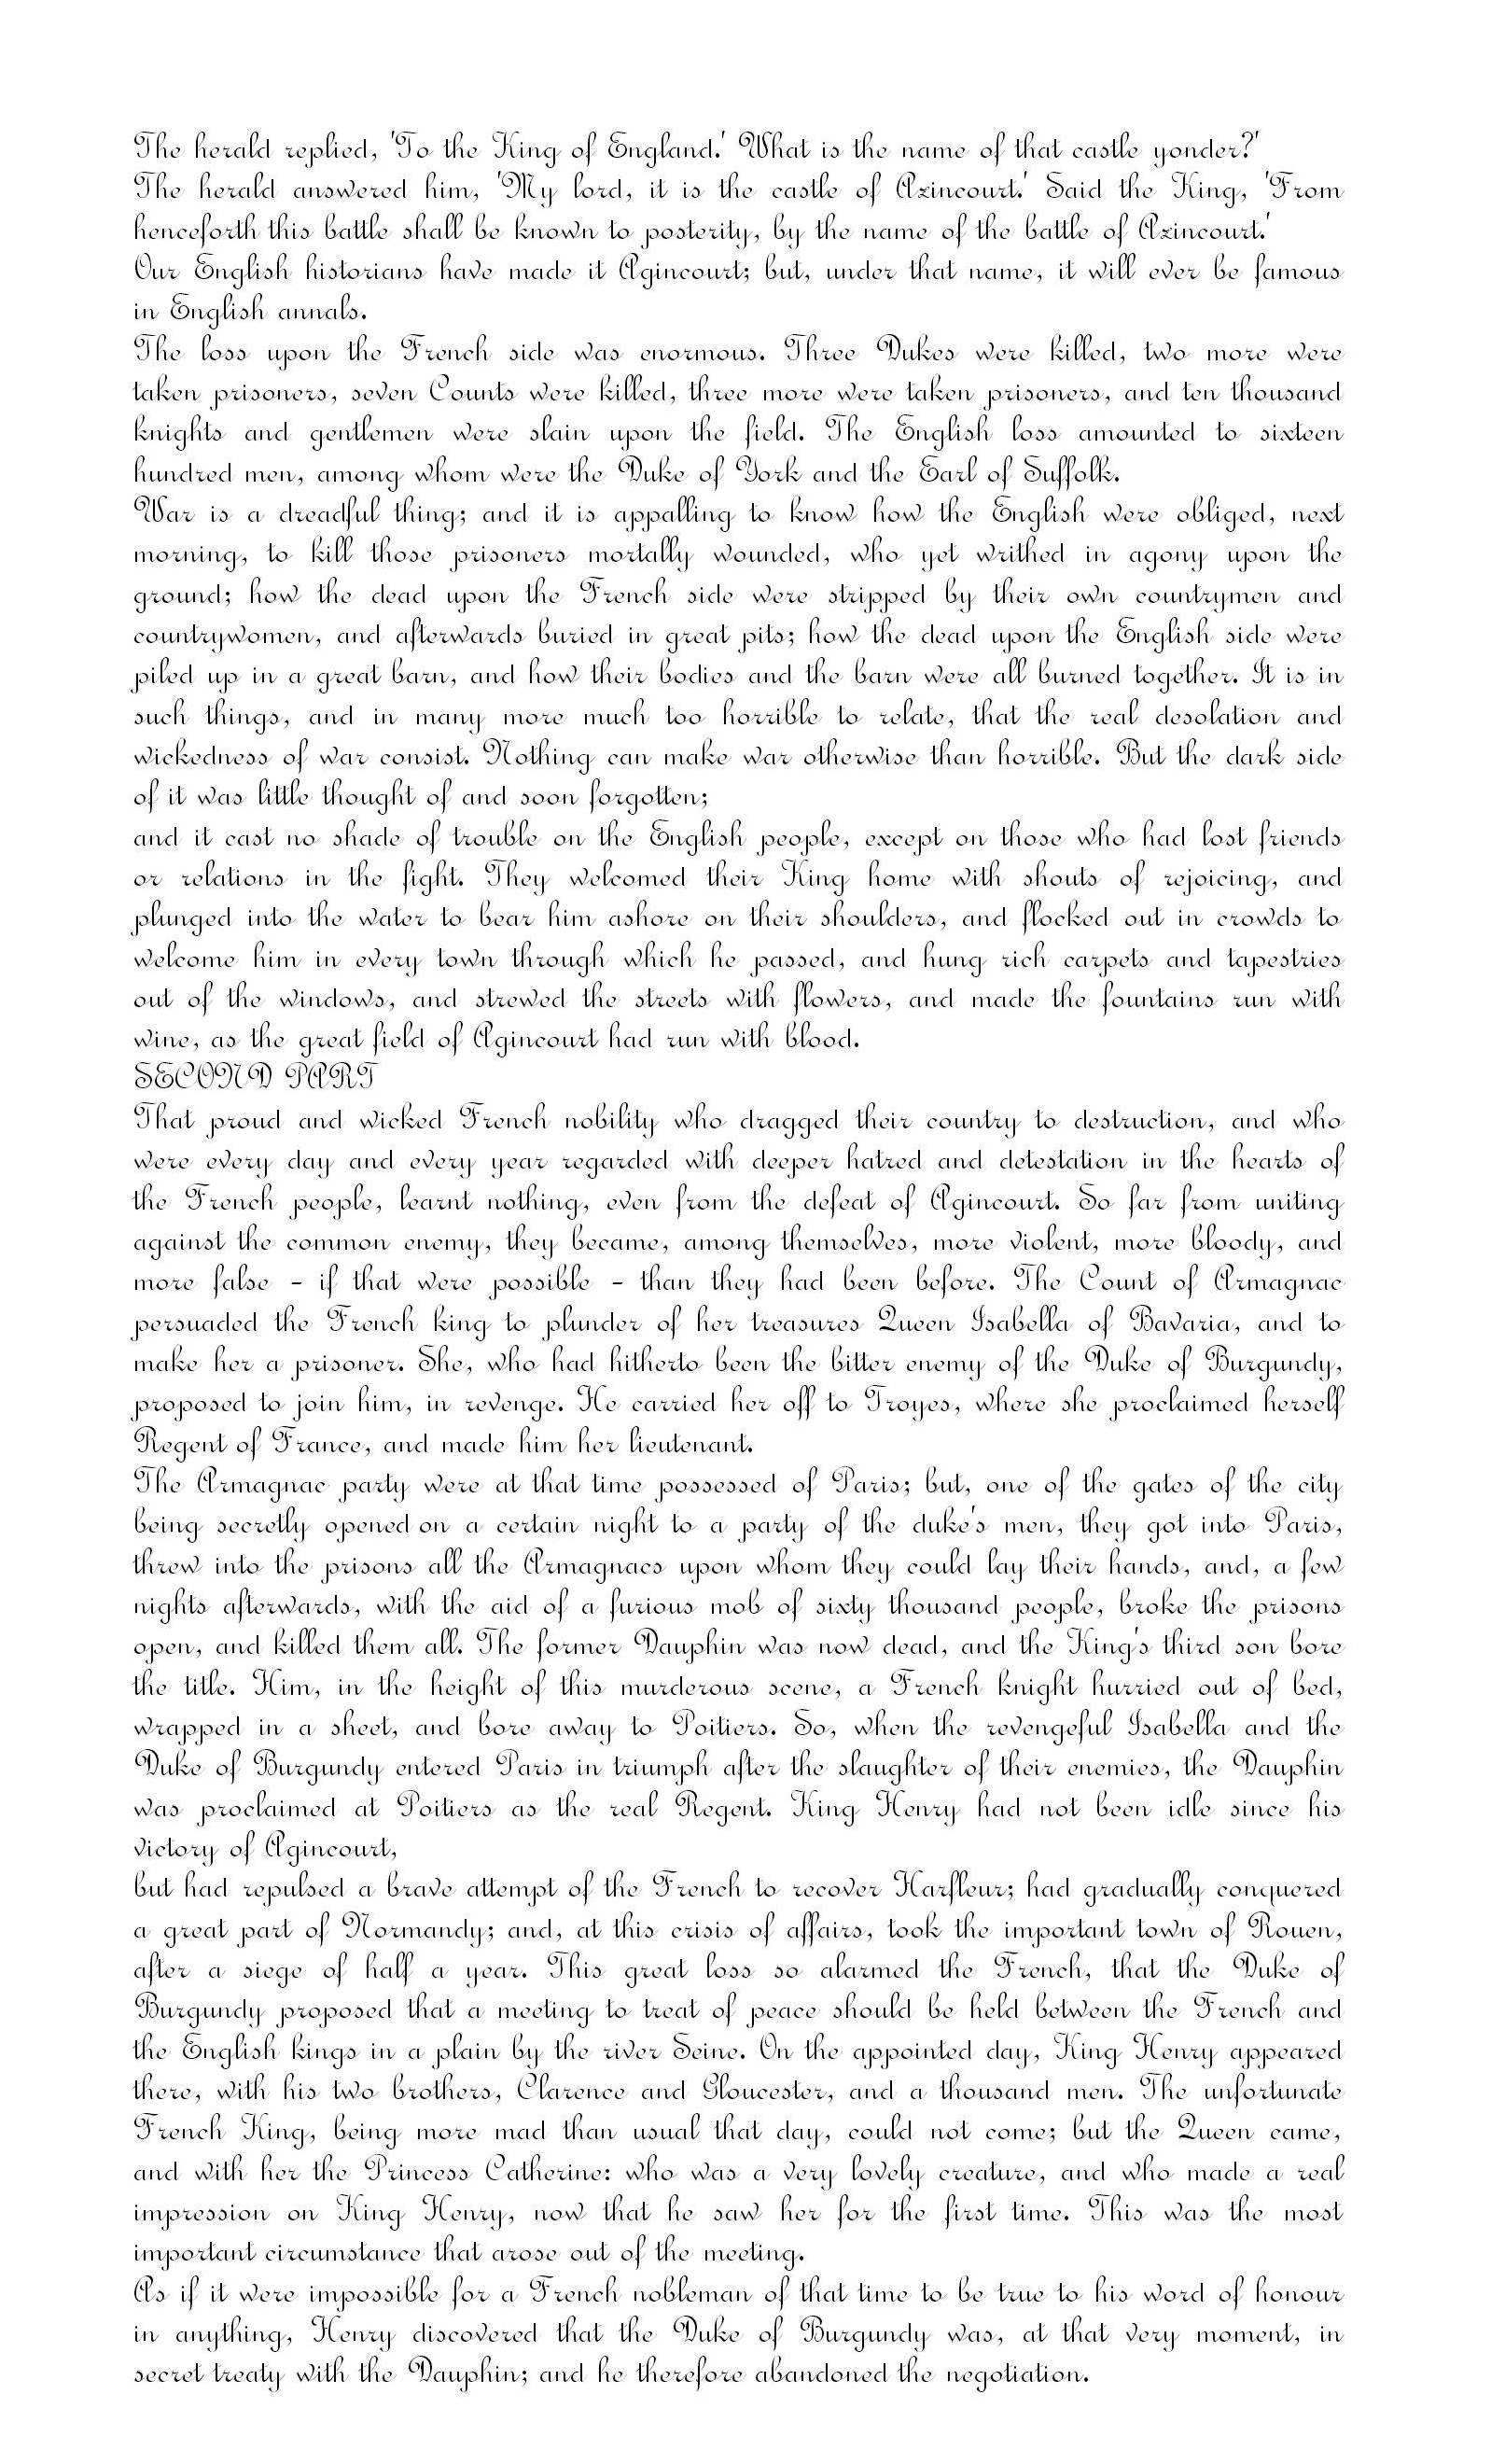 The herald replied, 'To the King of England.' What is the name of that castle yonder?'
The herald answered him, 'My lord, it is the castle of Azincourt.' Said the King, 'From
henceforth this battle shall be known to posterity, by the name of the battle of Azincourt.'
Our English historians have made it Agincourt; but, under that name, it will ever be famous
in English annals.
The loss upon the French side was enormous. Three Dukes were killed, two more were
taken prisoners, seven Counts were killed, three more were taken prisoners, and ten thousand
knights and gentlemen were slain upon the field. The English loss amounted to sixteen
hundred men, among whom were the Duke of York and the Earl of Suffolk.
War is a dreadful thing; and it is appalling to know how the English were obliged, next
morning, to kill those prisoners mortally wounded, who yet writhed in agony upon the
ground; how the dead upon the French side were stripped by their own countrymen and
countrywomen, and afterwards buried in great pits; how the dead upon the English side were
piled up in a great barn, and how their bodies and the barn were all burned together. It is in
such things, and in many more much too horrible to relate, that the real desolation and
wickedness of war consist. Nothing can make war otherwise than horrible. But the dark side
of it was little thought of and soon forgotten;
and it cast no shade of trouble on the English people, except on those who had lost friends
or relations in the fight. They welcomed their King home with shouts of rejoicing, and
plunged into the water to bear him ashore on their shoulders, and flocked out in crowds to
welcome him in every town through which he passed, and hung rich carpets and tapestries
out of the windows, and strewed the streets with flowers, and made the fountains run with
wine, as the great field of Agincourt had run with blood.
SECOND PART
That proud and wicked French nobility who dragged their country to destruction, and who
were every day and every year regarded with deeper hatred and detestation in the hearts of
the French people, learnt nothing, even from the defeat of Agincourt. So far from uniting
against the common enemy, they became, among themselves, more violent, more bloody, and
more false - if that were possible - than they had been before. The Count of Armagnac
persuaded the French king to plunder of her treasures Queen Isabella of Bavaria, and to
make her a prisoner. She, who had hitherto been the bitter enemy of the Duke of Burgundy,
proposed to join him, in revenge. He carried her off to Troyes, where she proclaimed herself
Regent of France, and made him her lieutenant.
The Armagnac party were at that time possessed of Paris; but, one of the gates of the city
being secretly opened on a certain night to a party of the duke's men, they got into Paris,
threw into the prisons all the Armagnacs upon whom they could lay their hands, and, a few
nights afterwards, with the aid of a furious mob of sixty thousand people, broke the prisons
open, and killed them all. The former Dauphin was now dead, and the King's third son bore
the title. Him, in the height of this murderous scene, a French knight hurried out of bed,
wrapped in a sheet, and bore away to Poitiers. So, when the revengeful Isabella and the
Duke of Burgundy entered Paris in triumph after the slaughter of their enemies, the Dauphin
was proclaimed at Poitiers as the real Regent. King Henry had not been idle since his
victory of Agincourt,
but had repulsed a brave attempt of the French to recover Harfleur; had gradually conquered
a great part of Normandy; and, at this crisis of affairs, took the important town of Rouen,
after a siege of half a year. This great loss so alarmed the French, that the Duke of
Burgundy proposed that a meeting to treat of peace should be held between the French and
the English kings in a plain by the river Seine. On the appointed day, King Henry appeared
there, with his two brothers, Clarence and Gloucester, and a thousand men. The unfortunate
French King, being more mad than usual that day, could not come; but the Queen came,
and with her the Princess Catherine: who was a very lovely creature, and who made a real
impression on King Henry, now that he saw her for the first time. This was the most
important circumstance that arose out of the meeting.
As if it were impossible for a French nobleman of that time to be true to his word of honour
in anything, Henry discovered that the Duke of Burgundy was, at that very moment, in
secret treaty with the Dauphin; and he therefore abandoned the negotiation.